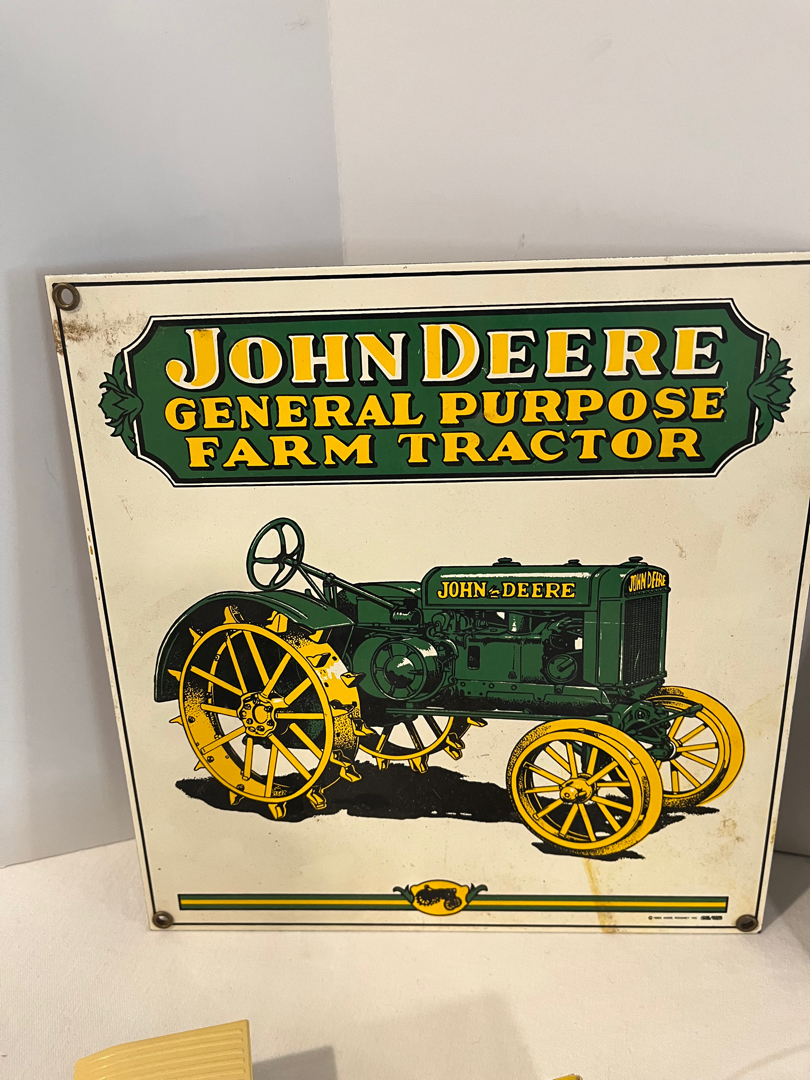 JOHN DEERE
GENERAL PURPOSE
FARM TRACTOR
JOHN DEERE
JOHN DEERE